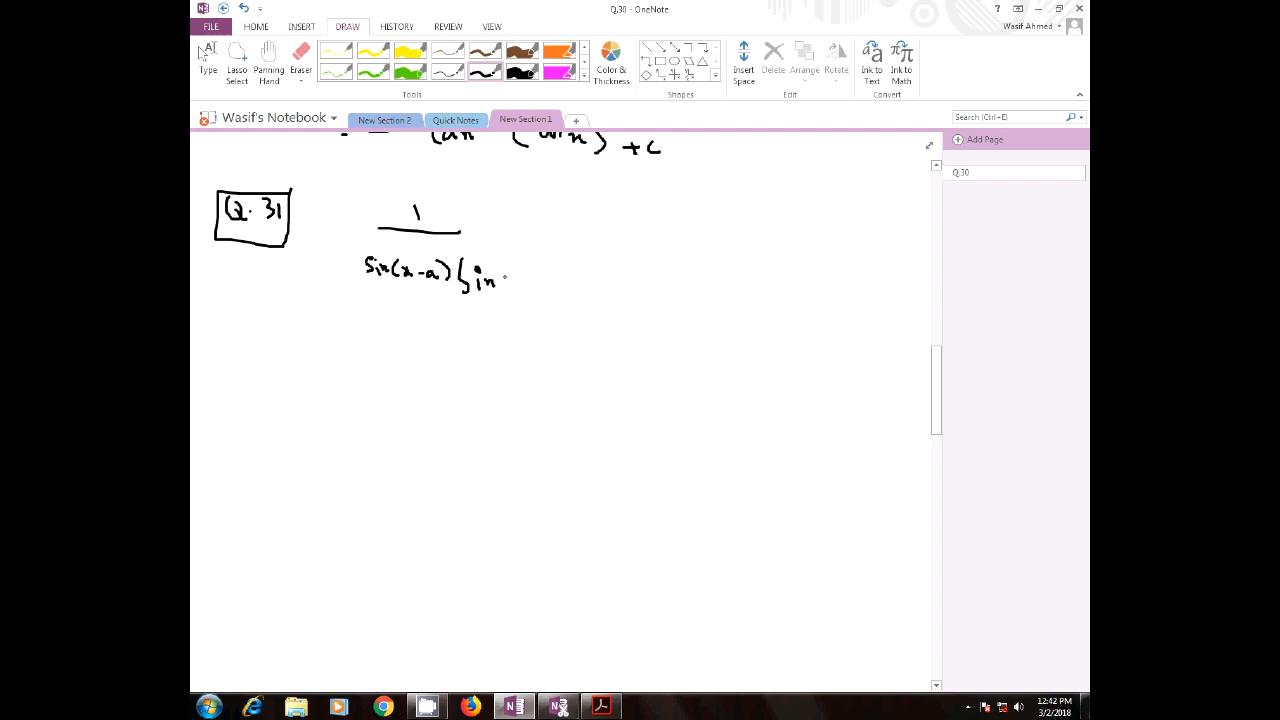 Q.30 - OneNote
?
FILE HOME INSERT DRAW HISTORY REVIEW VIEW
Wasif Ahmed
Type Lasso Select Panning Hand Eraser Color & Thickness Insert Space Delete Arrange Rotate Ink to Text Ink to Math
Tools Shapes Edit Convert
Wasif's Notebook New Section 2 Quick Notes New Section 1 Search (Ctrl+E)
+ c
Add Page
Q.30
Q. 31
1
Sin(x-a) Sin
12:42 PM
3/2/2018